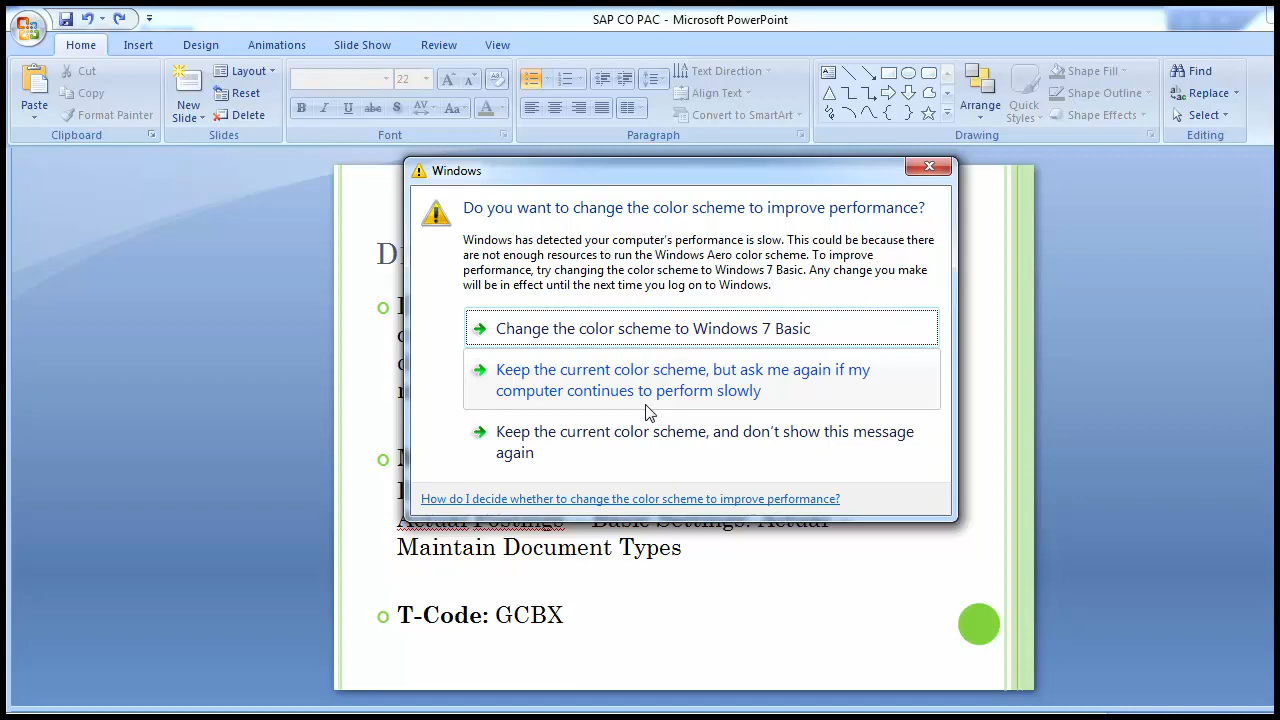 SAP CO PAC - Microsoft PowerPoint
Home Insert Design Animations Slide Show Review View
Paste
Cut
Copy
Format Painter
Clipboard
New
Slide
Layout
Reset
Delete
Slides
22
B I U abc S AV Aa A
Font
Text Direction
Align Text
Convert to SmartArt
Paragraph
Arrange
Quick
Styles
Shape Fill
Shape Outline
Shape Effects
Drawing
Find
Replace
Select
Editing
Windows
Do you want to change the color scheme to improve performance?
Windows has detected your computer's performance is slow. This could be because there
are not enough resources to run the Windows Aero color scheme. To improve
performance, try changing the color scheme to Windows 7 Basic. Any change you make
will be in effect until the next time you log on to Windows.
Change the color scheme to Windows 7 Basic
Keep the current color scheme, but ask me again if my
computer continues to perform slowly
Keep the current color scheme, and don't show this message
again
How do I decide whether to change the color scheme to improve performance?
Actual Postings – Basic Settings: Actual
Maintain Document Types
T-Code: GCBX